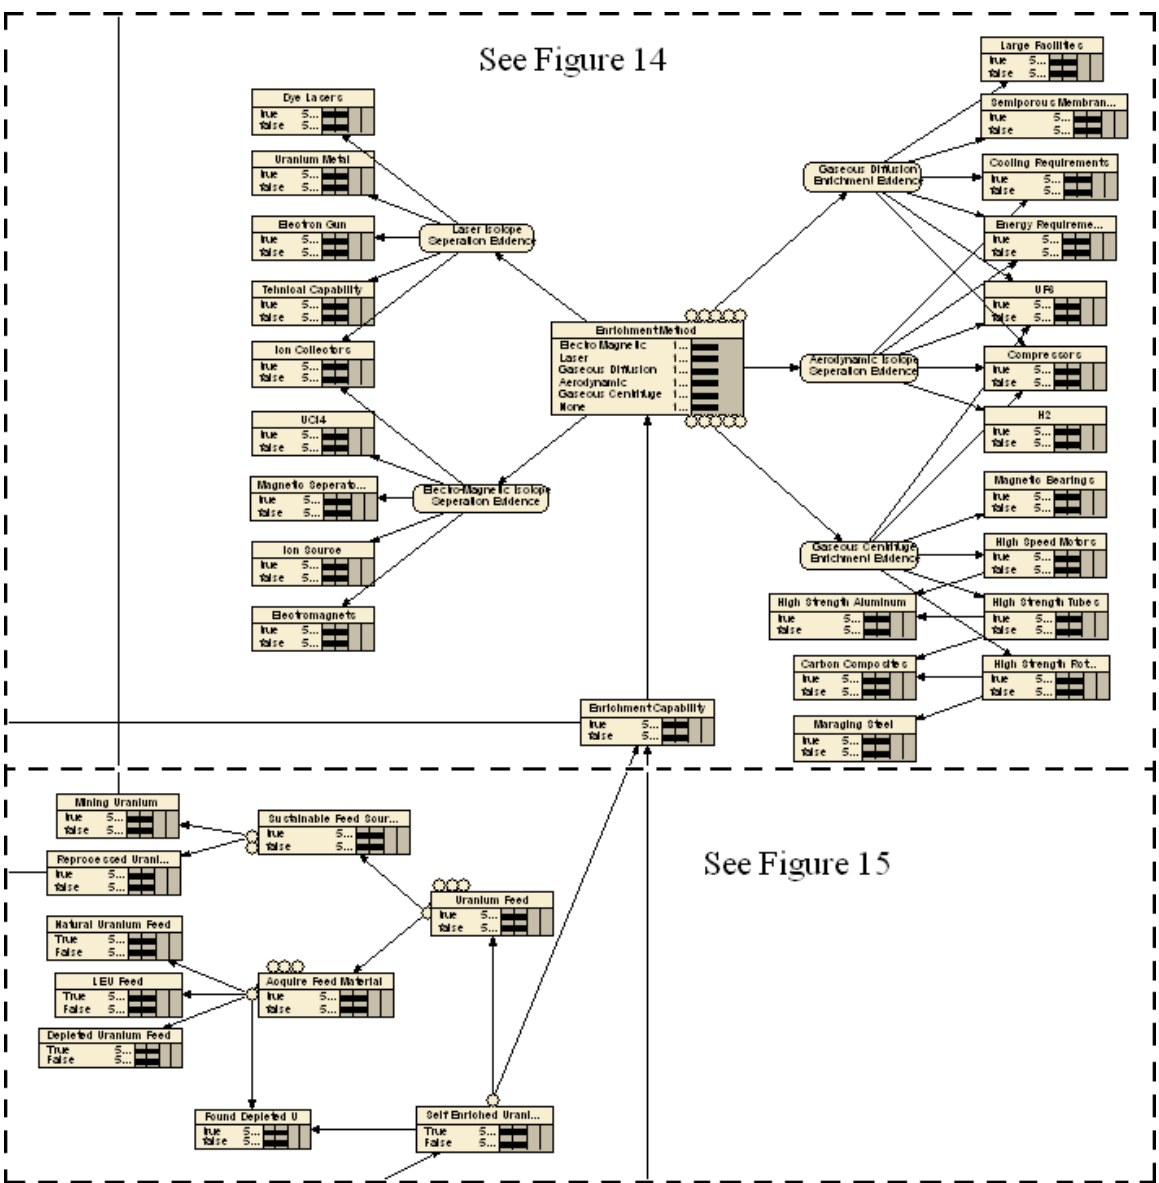 See Figure 14
Large Facilities
true 5...
false 5...
Semiporous Membran...
true 5...
false 5...
Cooling Requirements
true 5...
false 5...
Energy Requireme...
true 5...
false 5...
UF6
true 5...
false 5...
Compressors
true 5...
false 5...
H2
true 5...
false 5...
Magnetic Bearings
true 5...
false 5...
High Speed Motors
true 5...
false 5...
High Strength Tubes
true 5...
false 5...
High Strength Rot...
true 5...
false 5...
High Strength Aluminum
true 5...
false 5...
Carbon Composites
true 5...
false 5...
Maraging Steel
true 5...
false 5...
Gaseous Diffusion
Enrichment Evidence
Aerodynamic Isotope
Seperation Evidence
Gaseous Centrifuge
Enrichment Evidence
Dye Lasers
true 5...
false 5...
Uranium Metal
true 5...
false 5...
Electron Gun
true 5...
false 5...
Tehnical Capability
true 5...
false 5...
Ion Collectors
true 5...
false 5...
UCl4
true 5...
false 5...
Magnetic Seperato...
true 5...
false 5...
Ion Source
true 5...
false 5...
Electromagnets
true 5...
false 5...
Laser Isotope
Seperation Evidence
Electro-Magnetic Isotope
Seperation Evidence
Enrichment Method
Electro Magnetic 1...
Laser 1...
Gaseous Diffusion 1...
Aerodynamic 1...
Gaseous Centrifuge 1...
None 1...
Enrichment Capability
true 5...
false 5...
See Figure 15
Mining Uranium
true 5...
false 5...
Sustainable Feed Sour...
true 5...
false 5...
Reprocessed Urani...
true 5...
false 5...
Uranium Feed
true 5...
false 5...
Natural Uranium Feed
True 5...
False 5...
LEU Feed
True 5...
False 5...
Acquire Feed Material
true 5...
false 5...
Depleted Uranium Feed
True 5...
False 5...
Found Depleted U
true 5...
false 5...
Self Enriched Urani...
True 5...
False 5...